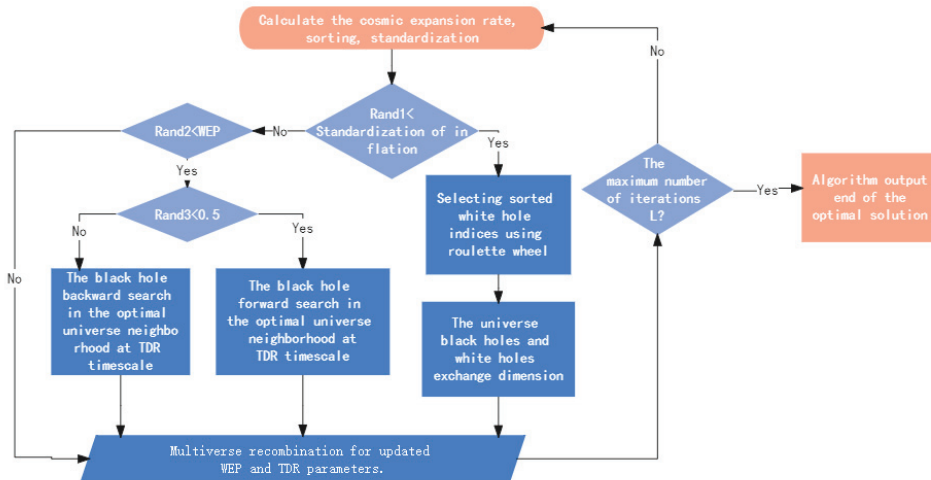 Calculate the cosmic expansion rate,
sorting, standardization
No
Rand1<
Standardization of in
flation
Rand2<WEP
No
Yes
The
maximum number
of iterations
L?
Yes
Algorithm output
end of the
optimal solution
Yes
Rand3<0.5
No
Yes
Selecting sorted
white hole
indices using
roulette wheel
No
The black hole
backward search
in the optimal
universe neighbo
rhood at TDR
timescale
The black hole
forward search in
the optimal universe
neighborhood at
TDR timescale
The universe
black holes and
white holes
exchange dimension
Multiverse recombination for updated
WEP and TDR parameters.